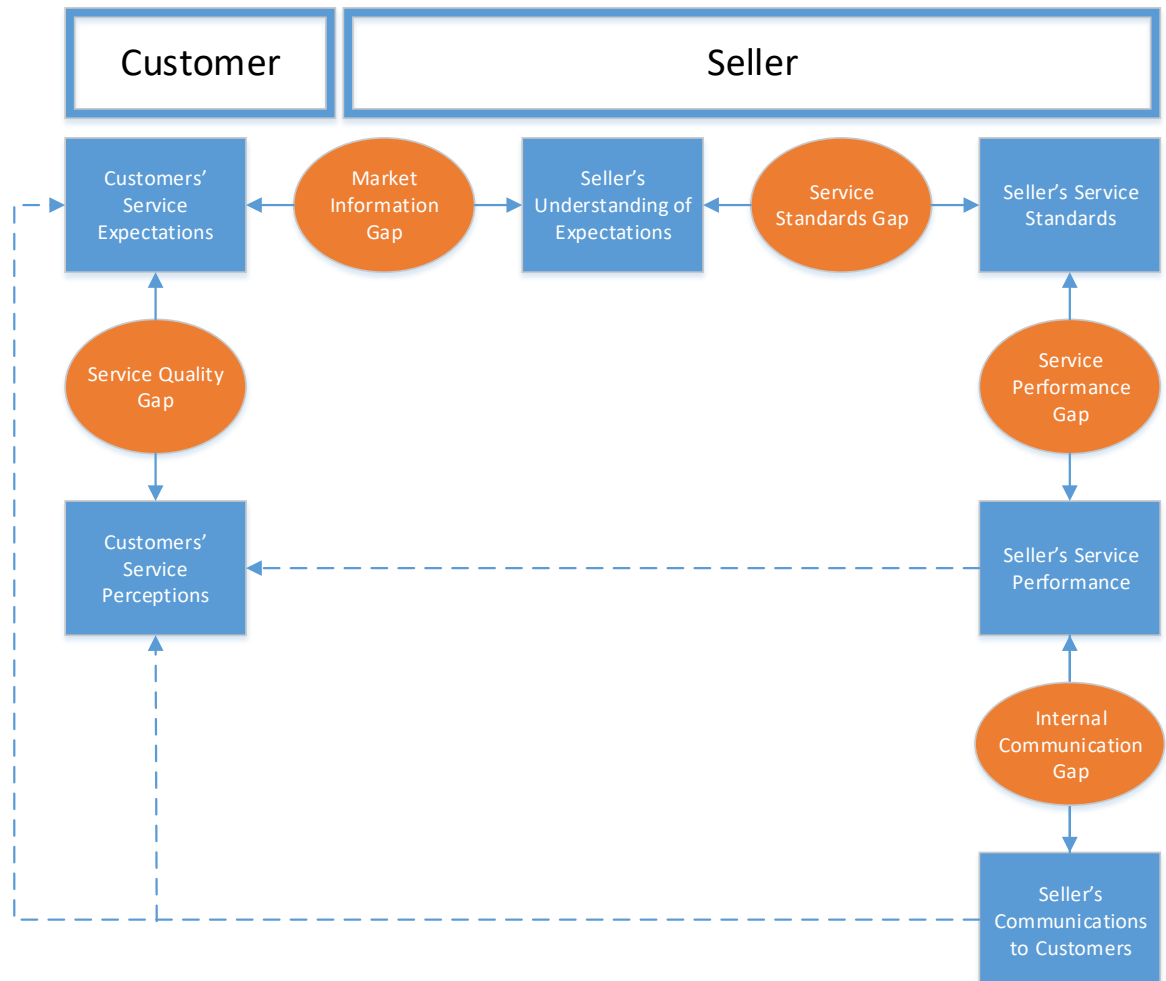 Customer
Seller
Customers’
Service
Expectations
Market
Information
Gap
Seller’s
Understanding of
Expectations
Service
Standards Gap
Seller’s Service
Standards
Service Quality
Gap
Service
Performance
Gap
Customers’
Service
Perceptions
Seller’s Service
Performance
Internal
Communication
Gap
Seller’s
Communications
to Customers